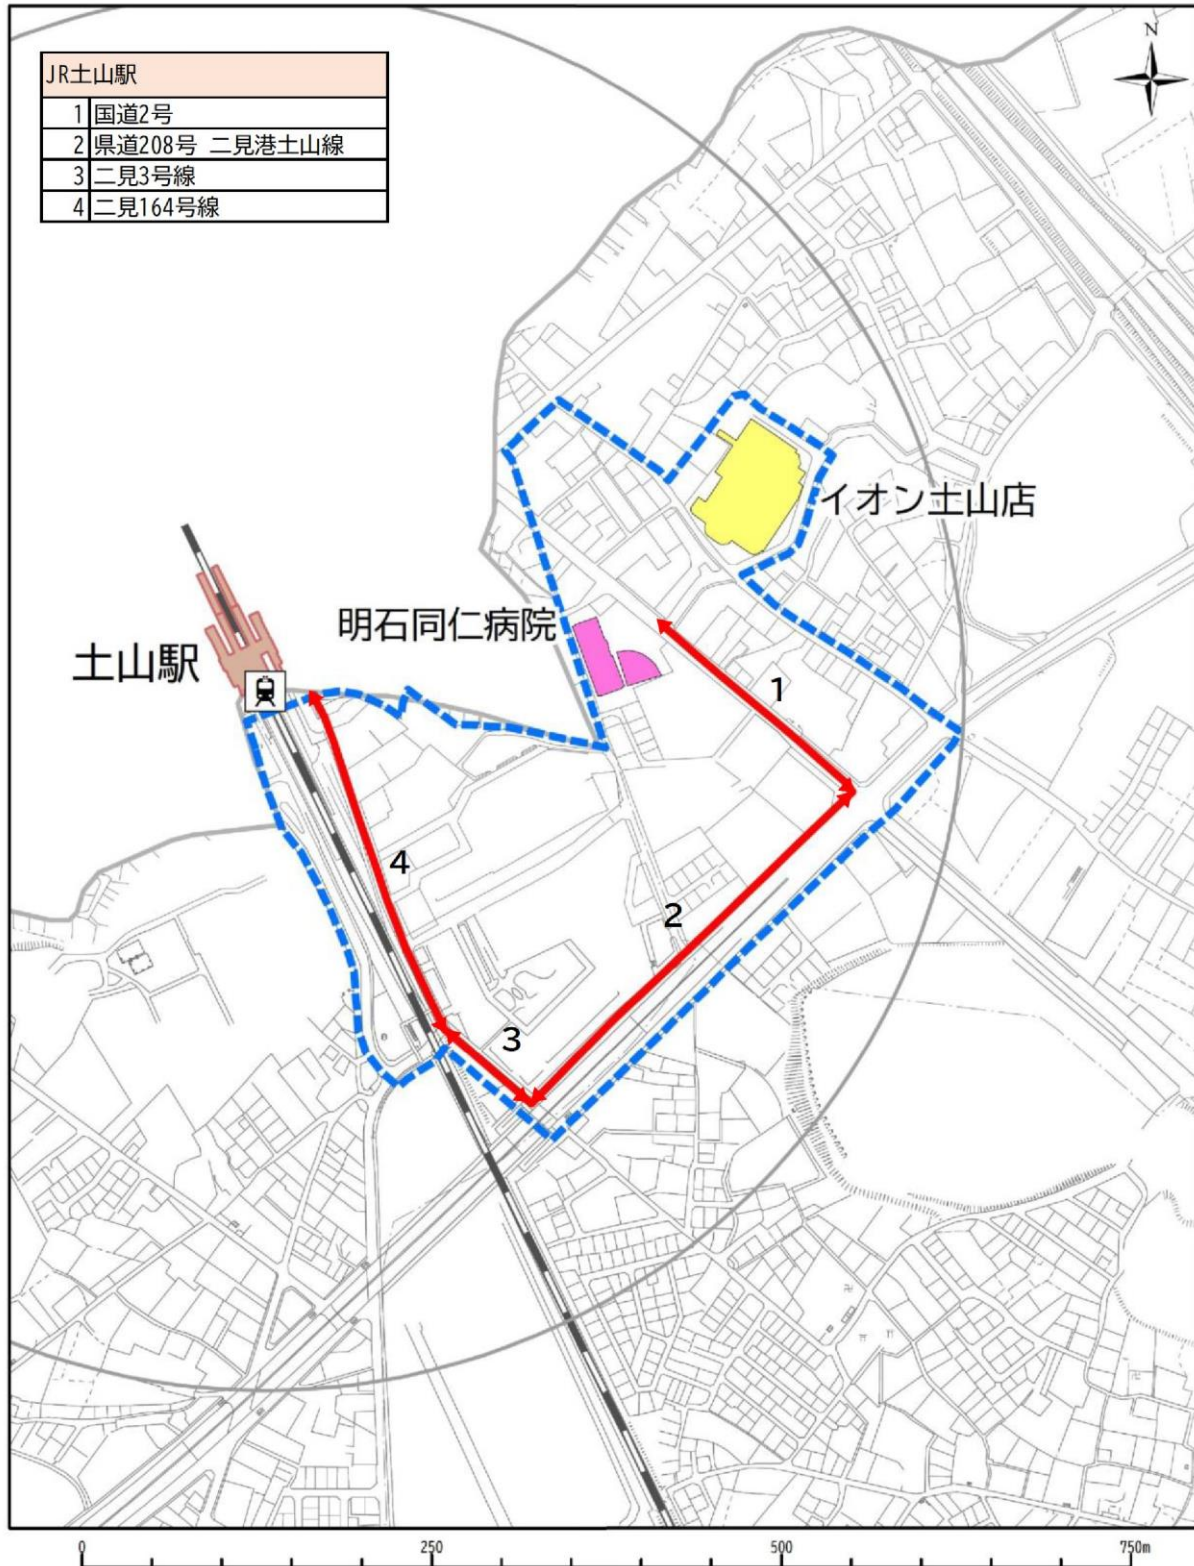 N
JR土山駅
1 国道2号
2 県道208号 二見港土山線
3 二見3号線
4 二見164号線
イオン土山店
明石同仁病院
土山駅
1
2
3
4
0 250 500 750m